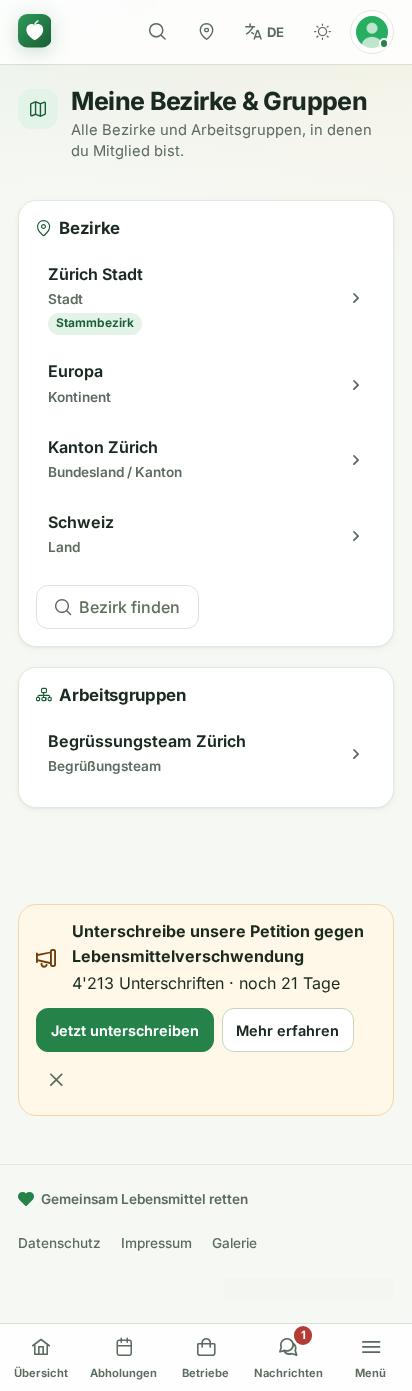 DE
Meine Bezirke & Gruppen
Alle Bezirke und Arbeitsgruppen, in denen
du Mitglied bist.
Bezirke
Zürich Stadt
Stadt
Stammbezirk
Europa
Kontinent
Kanton Zürich
Bundesland / Kanton
Schweiz
Land
Bezirk finden
Arbeitsgruppen
Begrüssungsteam Zürich
Begrüßungsteam
Unterschreibe unsere Petition gegen
Lebensmittelverschwendung
4'213 Unterschriften · noch 21 Tage
Jetzt unterschreiben
Mehr erfahren
Gemeinsam Lebensmittel retten
Datenschutz Impressum Galerie
1
Übersicht Abholungen Betriebe Nachrichten Menü